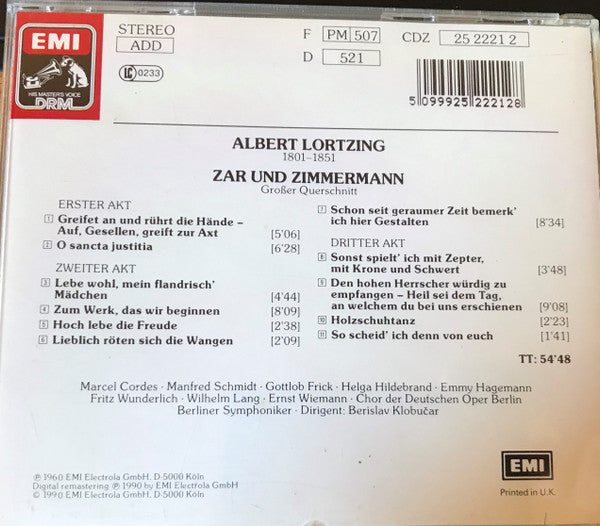 EMI
HIS MASTER'S VOICE
DRM
STEREO
ADD
LC 0233
F PM 507
D 521
CDZ 25 2221 2
5 099925 222128
ALBERT LORTZING
1801–1851
ZAR UND ZIMMERMANN
Großer Querschnitt
ERSTER AKT
1 Greifet an und rührt die Hände –
Auf, Gesellen, greift zur Axt [5'06]
2 O sancta justitia [6'28]
ZWEITER AKT
3 Lebe wohl, mein flandrisch'
Mädchen [4'44]
4 Zum Werk, das wir beginnen [8'09]
5 Hoch lebe die Freude [2'38]
6 Lieblich röten sich die Wangen [2'09]
7 Schon seit geraumer Zeit bemerk'
ich hier Gestalten [8'34]
DRITTER AKT
8 Sonst spielt' ich mit Zepter,
mit Krone und Schwert [3'48]
9 Den hohen Herrscher würdig zu
empfangen – Heil sei dem Tag,
an welchem du bei uns erschienen [9'08]
10 Holzschuhtanz [2'23]
11 So scheid' ich denn von euch [1'41]
TT: 54'48
Marcel Cordes · Manfred Schmidt · Gottlob Frick · Helga Hildebrand · Emmy Hagemann
Fritz Wunderlich · Wilhelm Lang · Ernst Wiemann · Chor der Deutschen Oper Berlin
Berliner Symphoniker · Dirigent: Berislav Klobučar
℗ 1960 EMI Electrola GmbH, D-5000 Köln
Digital remastering ℗ 1990 by EMI Electrola GmbH
© 1990 EMI Electrola GmbH, D-5000 Köln
EMI
Printed in U.K.